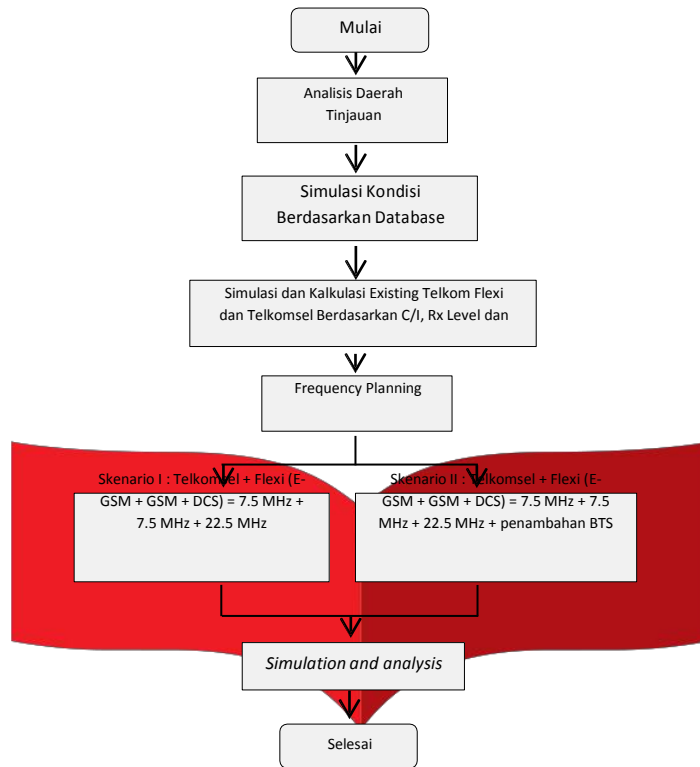 Mulai
Analisis Daerah
Tinjauan
Simulasi Kondisi
Berdasarkan Database
Simulasi dan Kalkulasi Existing Telkom Flexi
dan Telkomsel Berdasarkan C/I, Rx Level dan
Frequency Planning
Skenario I : Telkomsel + Flexi (E-
GSM + GSM + DCS) = 7.5 MHz +
7.5 MHz + 22.5 MHz
Skenario II : Telkomsel + Flexi (E-
GSM + GSM + DCS) = 7.5 MHz + 7.5
MHz + 22.5 MHz + penambahan BTS
Simulation and analysis
Selesai